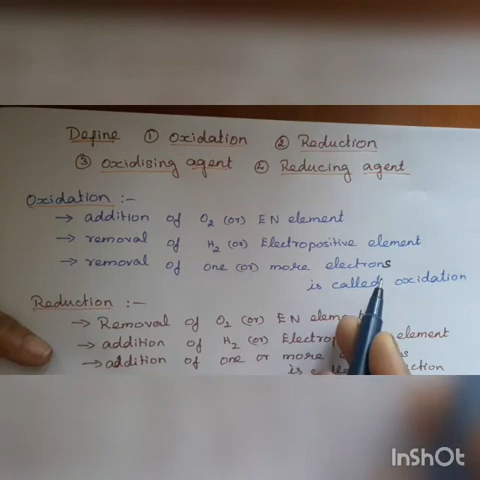 Define ① Oxidation ② Reduction
③ Oxidising agent ④ Reducing agent
Oxidation :-
→ addition of O₂ (or) EN element
→ removal of H₂ (or) Electropositive element
→ removal of one (or) more electrons
is called oxidation
Reduction :-
→ Removal of O₂ (or) EN
→ addition of H₂ (or) element
→ addition of one or more
is
InShOt